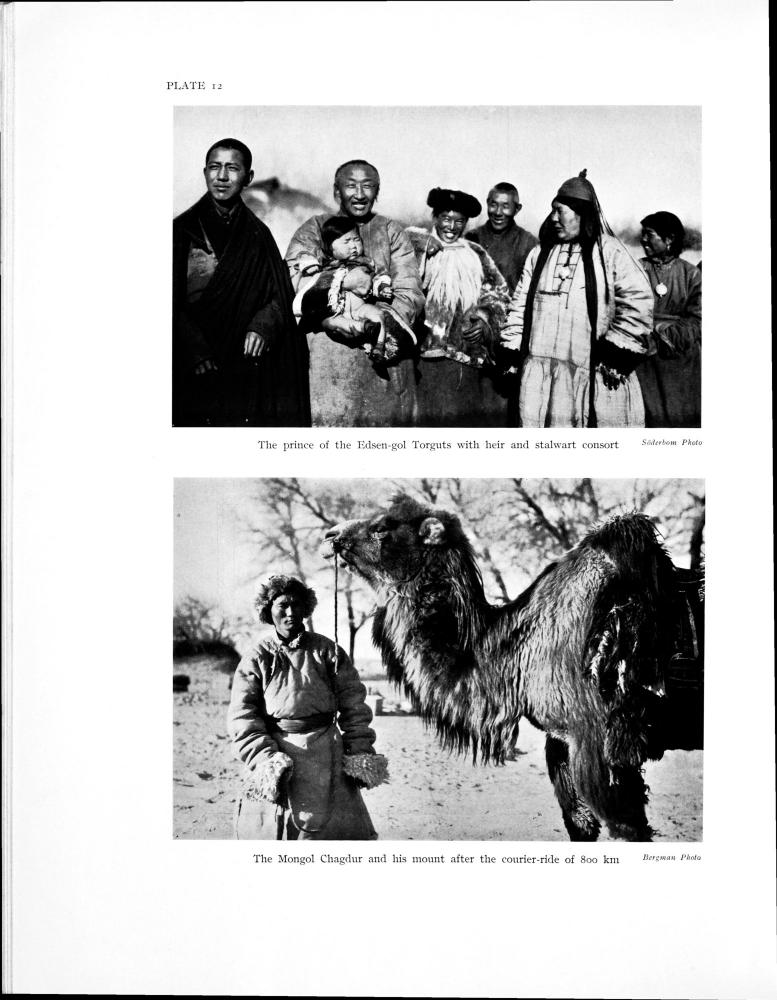 PLATE 12
The prince of the Edsen-gol Torguts with heir and stalwart consort Söderbom Photo
The Mongol Chagdur and his mount after the courier-ride of 800 km Bergman Photo